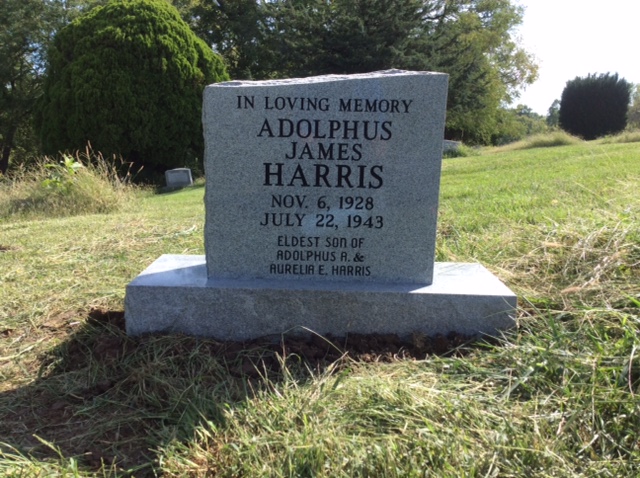 IN LOVING MEMORY
ADOLPHUS
JAMES
HARRIS
NOV. 6, 1928
JULY 22, 1943
ELDEST SON OF
ADOLPHUS A. &
AURELIA E. HARRIS